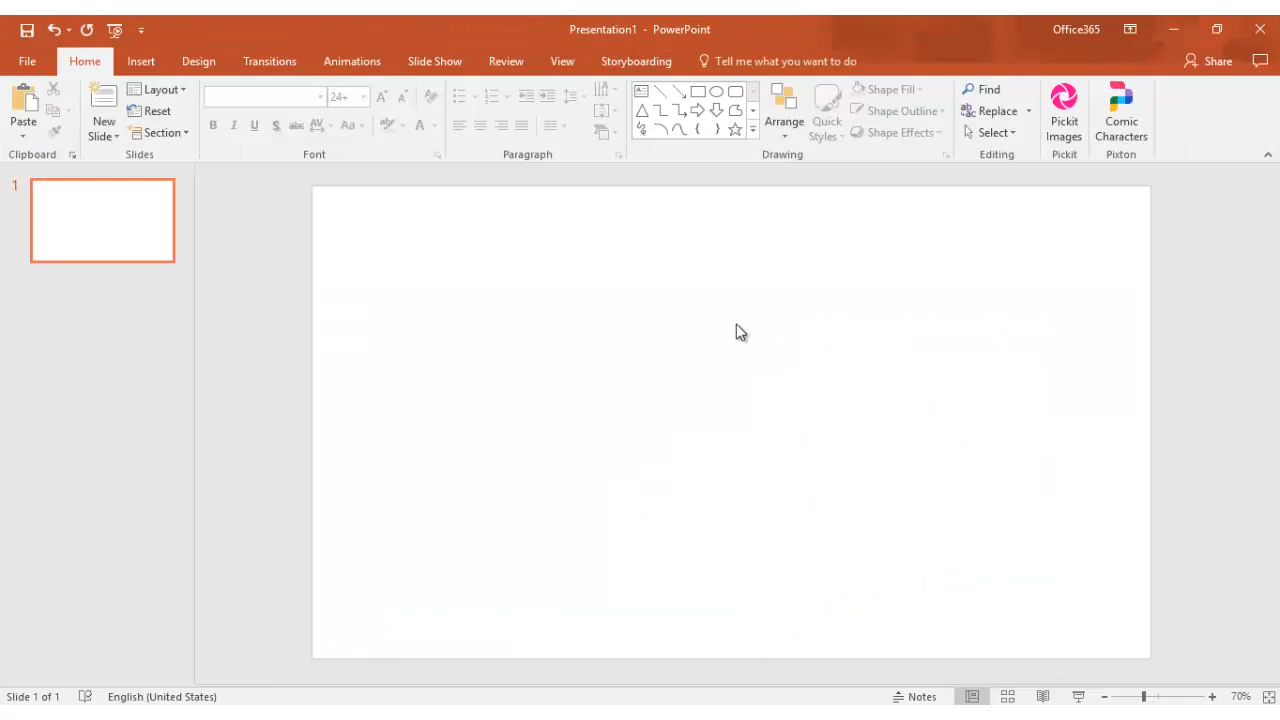 Presentation1 - PowerPoint
Office365
File
Home
Insert
Design
Transitions
Animations
Slide Show
Review
View
Storyboarding
Tell me what you want to do
Share
Paste
Clipboard
New
Slide
Layout
Reset
Section
Slides
24+
B I U S abc AV Aa A
Font
Paragraph
Arrange
Quick
Styles
Shape Fill
Shape Outline
Shape Effects
Drawing
Find
Replace
Select
Editing
Pickit
Images
Pickit
Comic
Characters
Pixton
1
Slide 1 of 1
English (United States)
Notes
70%